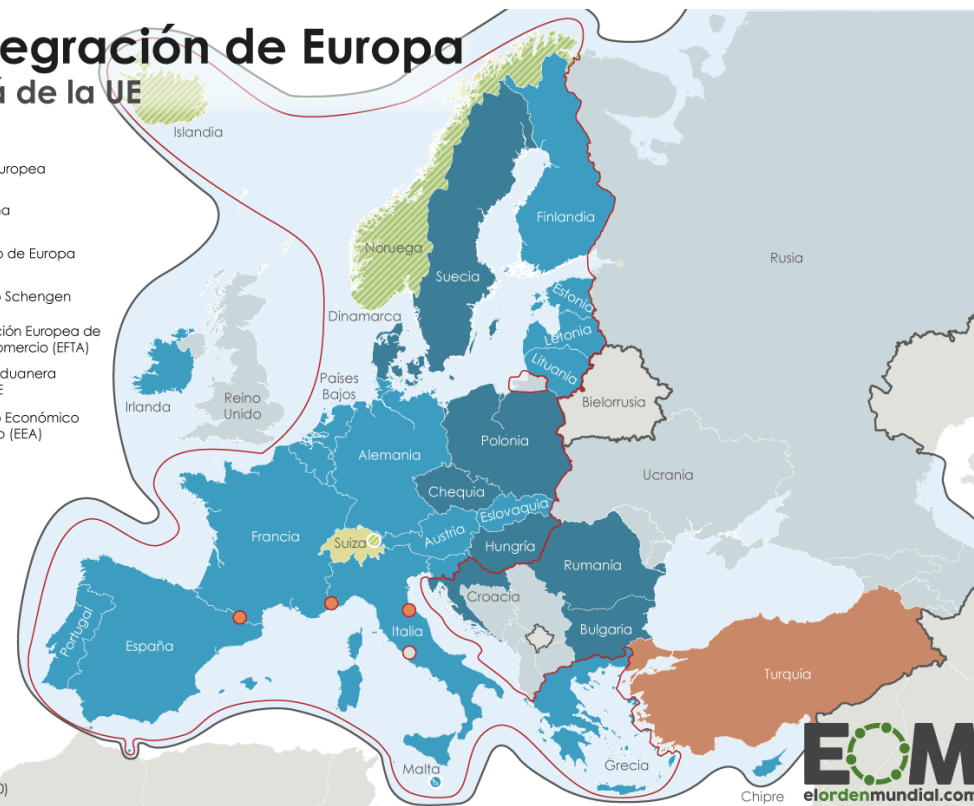 tegración de Europa
á de la UE
uropea
na
o de Europa
o Schengen
ción Europea de
omercio (EFTA)
duanera
E
o Económico
o (EEA)
Islandia
Noruega
Suecia
Finlandia
Rusia
Estonia
Letonia
Lituania
Dinamarca
Países
Bajos
Irlanda
Reino
Unido
Bielorrusia
Polonia
Alemania
Ucrania
Chequia
Eslovaquia
Francia
Suiza
Austria
Hungría
Rumanía
Croacia
Italia
Bulgaria
Portugal
España
Turquía
Grecia
Malta
Chipre
0)
EOM
elordenmundial.com